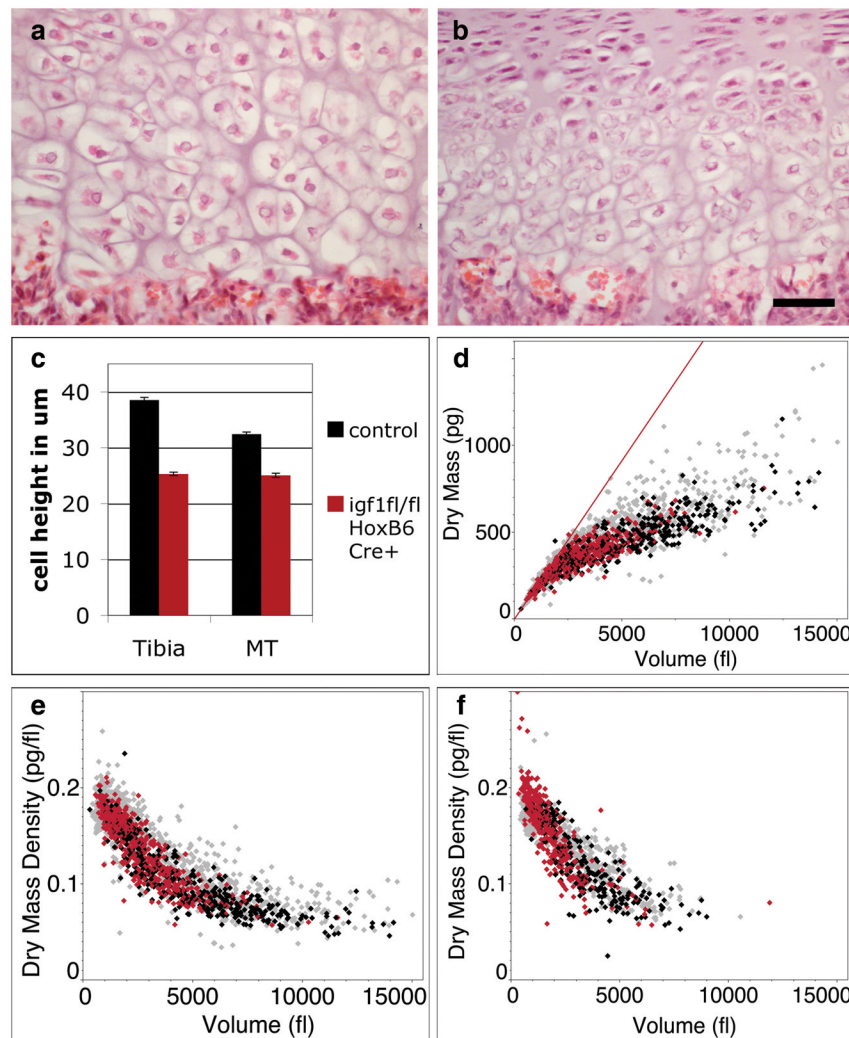 a
b
c
cell height in um
40
30
20
10
0
Tibia MT
control
igf1fl/fl
HoxB6
Cre+
d
Dry Mass (pg)
1000
500
0
0 5000 10000 15000
Volume (fl)
e
Dry Mass Density (pg/fl)
0.2
0.1
0
0 5000 10000 15000
Volume (fl)
f
Dry Mass Density (pg/fl)
0.2
0.1
0
0 5000 10000 15000
Volume (fl)